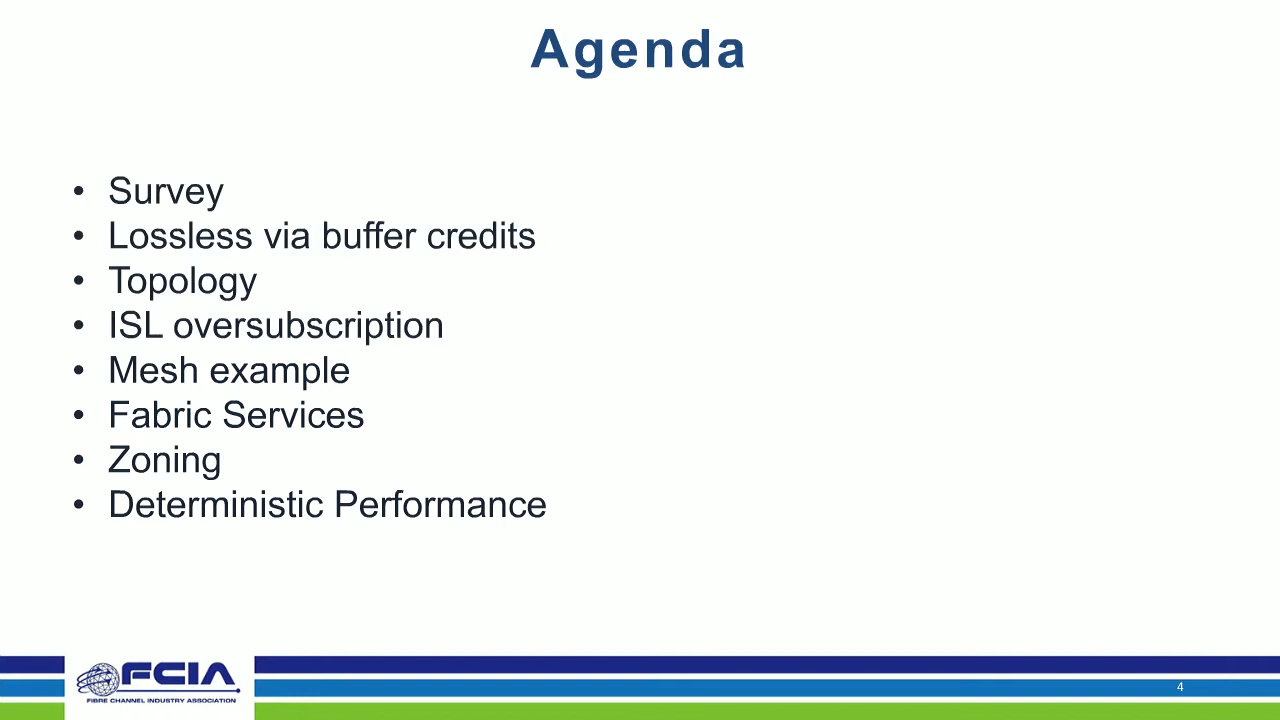 Agenda
• Survey
• Lossless via buffer credits
• Topology
• ISL oversubscription
• Mesh example
• Fabric Services
• Zoning
• Deterministic Performance
FCIA
FIBRE CHANNEL INDUSTRY ASSOCIATION
4